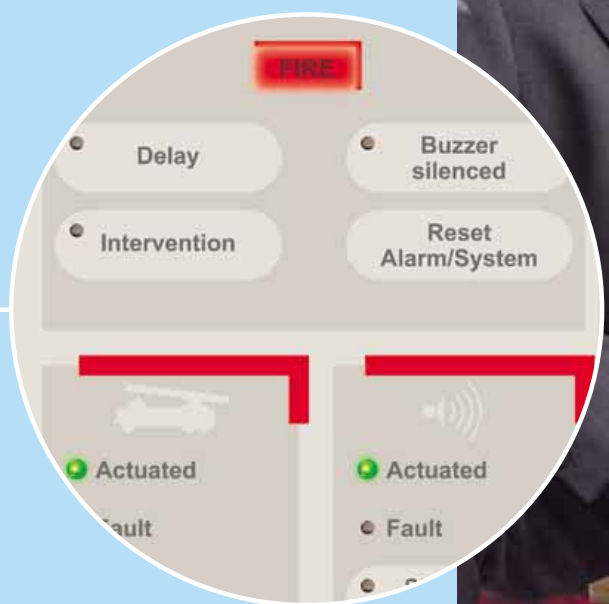 FIRE
Delay
Buzzer
silenced
Intervention
Reset
Alarm/System
Actuated
Actuated
Fault